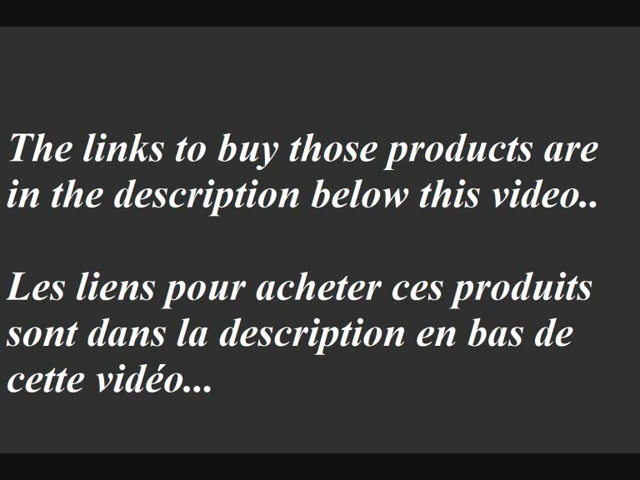 The links to buy those products are
in the description below this video..
Les liens pour acheter ces produits
sont dans la description en bas de
cette vidéo...